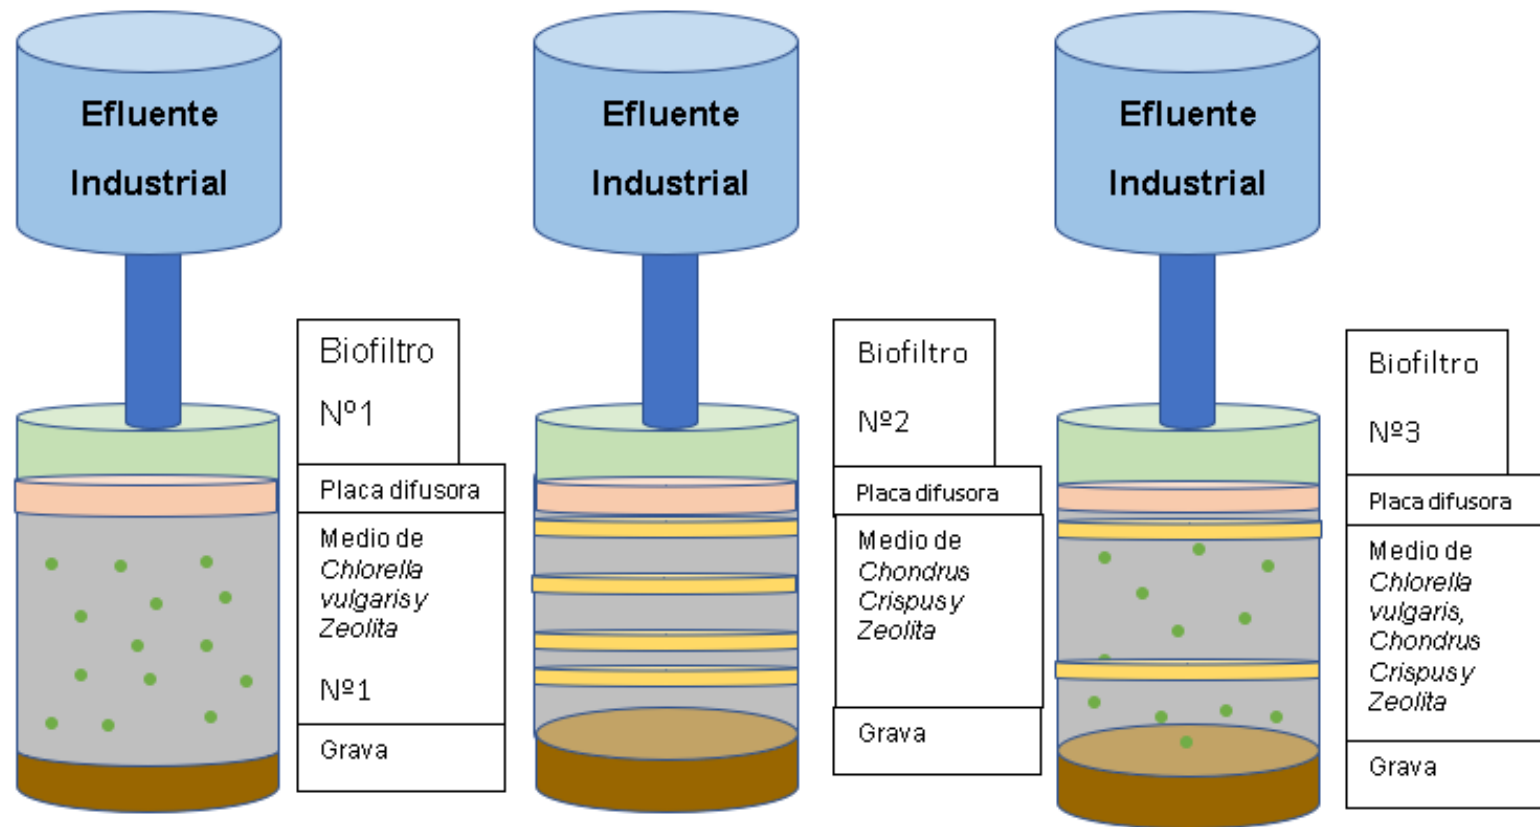 Efluente
Industrial
Biofiltro
Nº1
Placa difusora
Medio de
Chlorella
vulgaris y
Zeolita
Nº1
Grava
Efluente
Industrial
Biofiltro
Nº2
Placa difusora
Medio de
Chondrus
Crispus y
Zeolita
Grava
Efluente
Industrial
Biofiltro
Nº3
Placa difusora
Medio de
Chlorella
vulgaris,
Chondrus
Crispus y
Zeolita
Grava